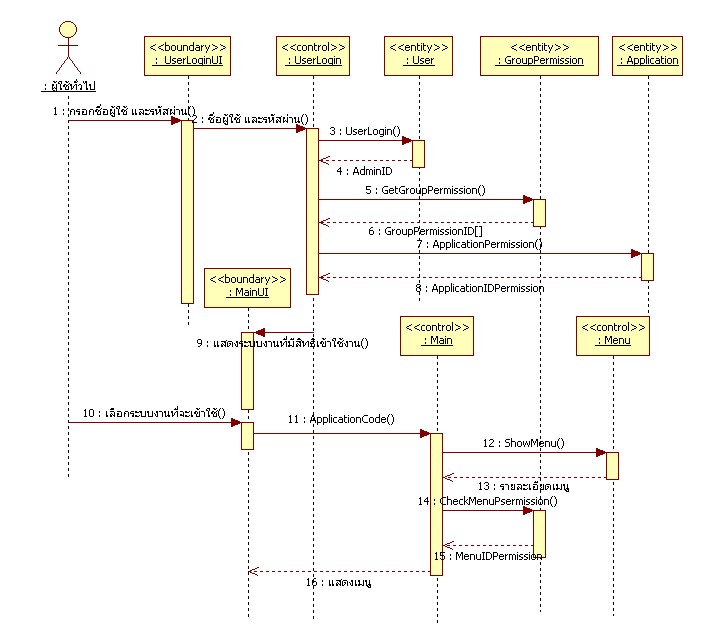 <<boundary>>
: UserLoginUI
<<control>>
: UserLogin
<<entity>>
: User
<<entity>>
: GroupPermission
<<entity>>
: Application
: ผู้ใช้ทั่วไป
1 : กรอกชื่อผู้ใช้ และรหัสผ่าน()
2 : ชื่อผู้ใช้ และรหัสผ่าน()
3 : UserLogin()
4 : AdminID
5 : GetGroupPermission()
6 : GroupPermissionID[]
7 : ApplicationPermission()
8 : ApplicationIDPermission
<<boundary>>
: MainUI
<<control>>
: Main
<<control>>
: Menu
9 : แสดงระบบงานที่มีสิทธิ์เข้าใช้งาน()
10 : เลือกระบบงานที่จะเข้าใช้()
11 : ApplicationCode()
12 : ShowMenu()
13 : รายละเอียดเมนู
14 : CheckMenuPsermission()
15 : MenuIDPermission
16 : แสดงเมนู